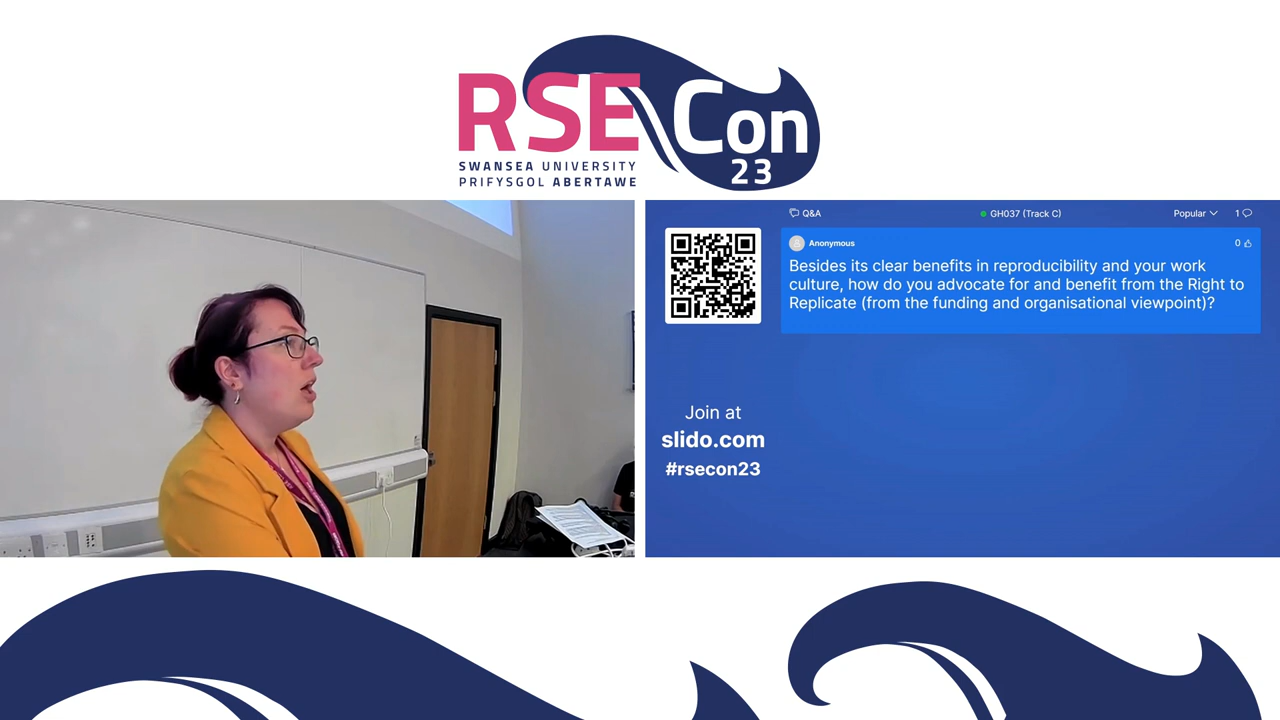 RSE Con
23
SWANSEA UNIVERSITY
PRIFYSGOL ABERTAWE
Q&A
GH037 (Track C)
Popular
1
Anonymous
0
Besides its clear benefits in reproducibility and your work
culture, how do you advocate for and benefit from the Right to
Replicate (from the funding and organisational viewpoint)?
Join at
slido.com
#rsecon23